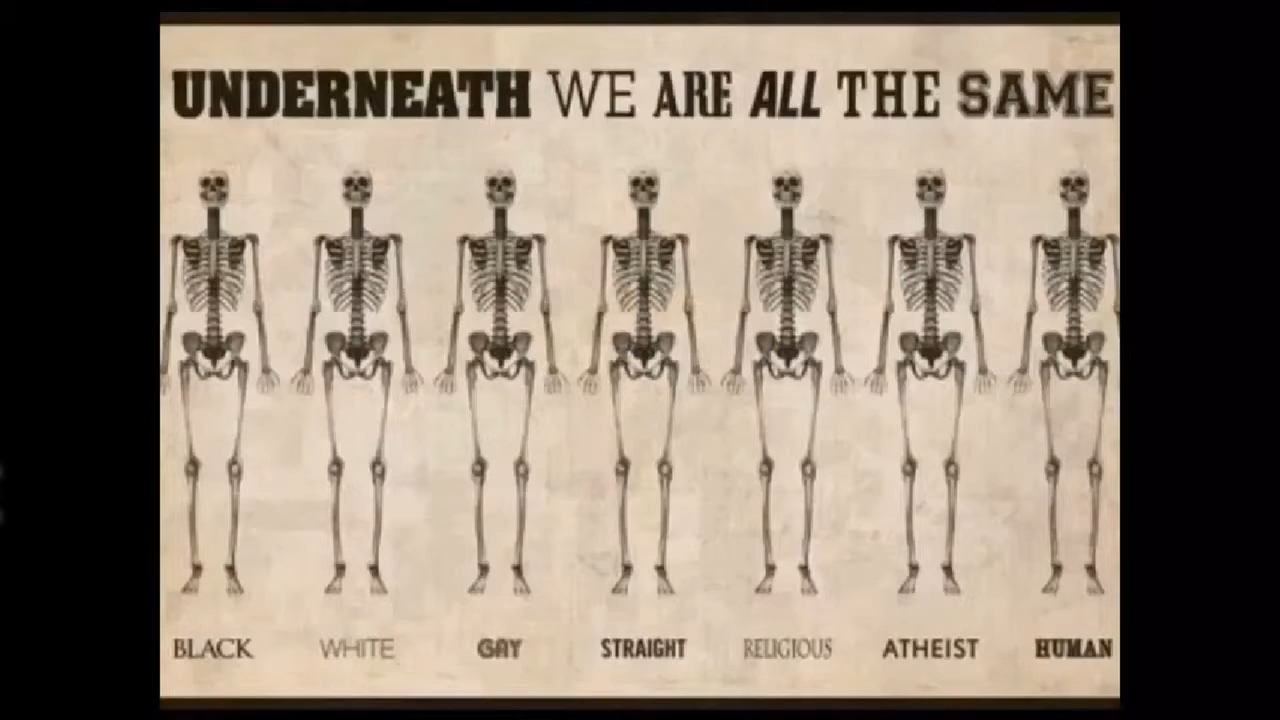 UNDERNEATH WE ARE ALL THE SAME
BLACK WHITE GAY STRAIGHT RELIGIOUS ATHEIST HUMAN